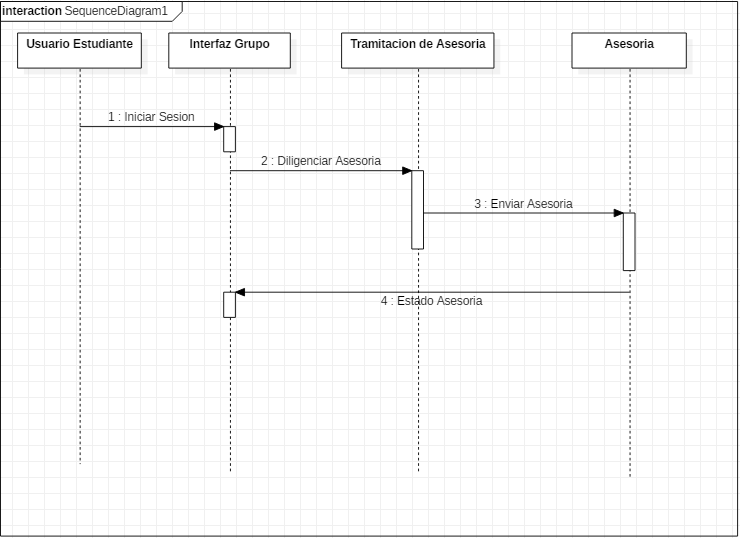 interaction SequenceDiagram1
Usuario Estudiante
Interfaz Grupo
Tramitacion de Asesoria
Asesoria
1 : Iniciar Sesion
2 : Diligenciar Asesoria
3 : Enviar Asesoria
4 : Estado Asesoria